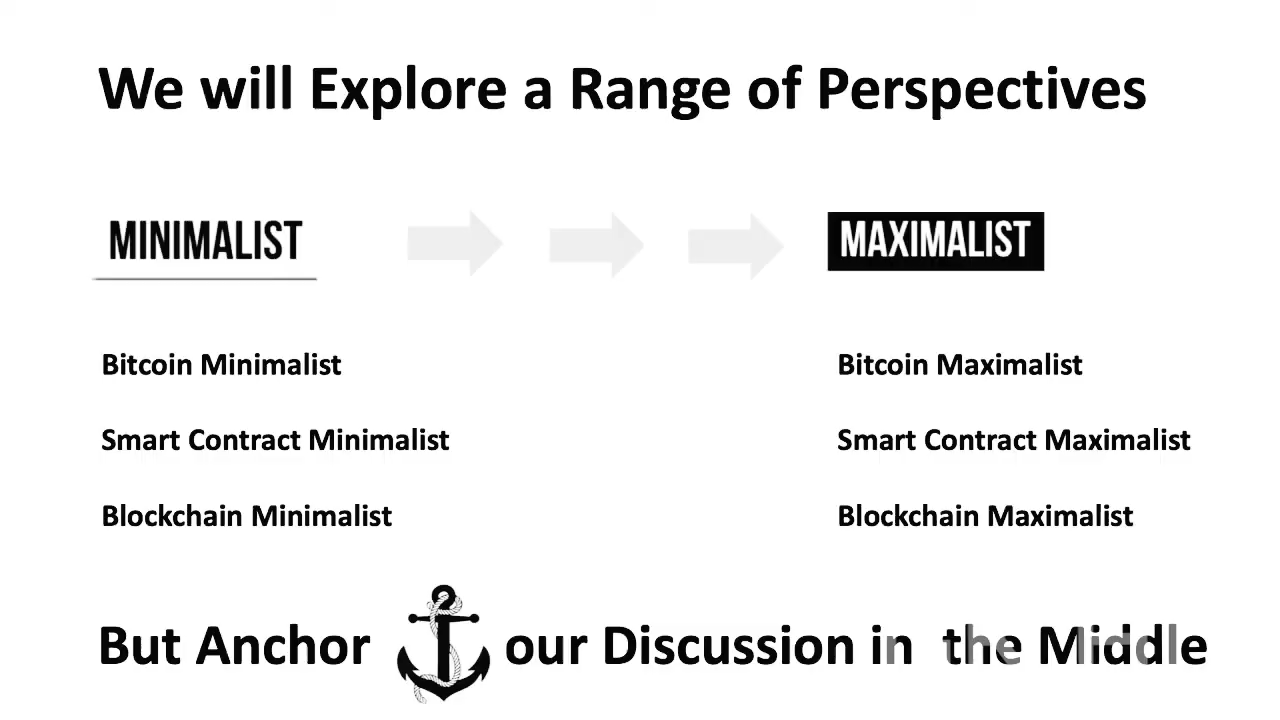 We will Explore a Range of Perspectives
MINIMALIST MAXIMALIST
Bitcoin Minimalist Bitcoin Maximalist
Smart Contract Minimalist Smart Contract Maximalist
Blockchain Minimalist Blockchain Maximalist
But Anchor our Discussion in the Middle